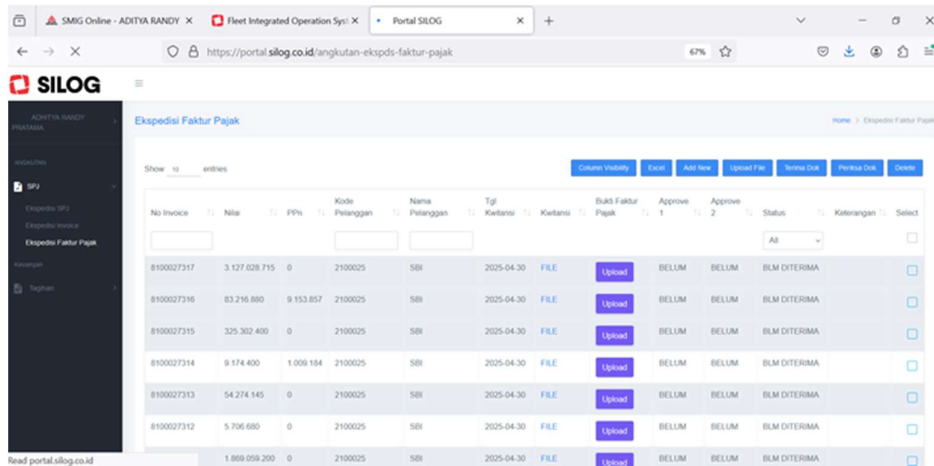 SMIG Online - ADITYA RANDY
Fleet Integrated Operation Syst
Portal SILOG
https://portal.silog.co.id/angkutan-ekspds-faktur-pajak
67%
SILOG
ADHITYA RANDY PRATAMA
Ekspedisi Faktur Pajak
Home > Ekspedisi Faktur Pajak
ANGKUTAN
SPJ
Ekspedisi SPJ
Ekspedisi Invoice
Ekspedisi Faktur Pajak
Keuangan
Tagihan
Show 10 entries
Column Visibility Excel Add New Upload File Terima Dok Periksa Dok Delete
No Invoice Nilai PPn Kode Pelanggan Nama Pelanggan Tgl Kwitansi Kwitansi Bukti Faktur Pajak Approve 1 Approve 2 Status Keterangan Select
All
8100027317 3.127.028.715 0 2100025 SBI 2025-04-30 FILE Upload BELUM BELUM BLM DITERIMA
8100027316 83.216.880 9.153.857 2100025 SBI 2025-04-30 FILE Upload BELUM BELUM BLM DITERIMA
8100027315 325.302.400 0 2100025 SBI 2025-04-30 FILE Upload BELUM BELUM BLM DITERIMA
8100027314 9.174.400 1.009.184 2100025 SBI 2025-04-30 FILE Upload BELUM BELUM BLM DITERIMA
8100027313 54.274.145 0 2100025 SBI 2025-04-30 FILE Upload BELUM BELUM BLM DITERIMA
8100027312 5.706.680 0 2100025 SBI 2025-04-30 FILE Upload BELUM BELUM BLM DITERIMA
1.869.059.200 0 2100025 SBI 2025-04-30 FILE Upload BELUM BELUM BLM DITERIMA
Read portal.silog.co.id